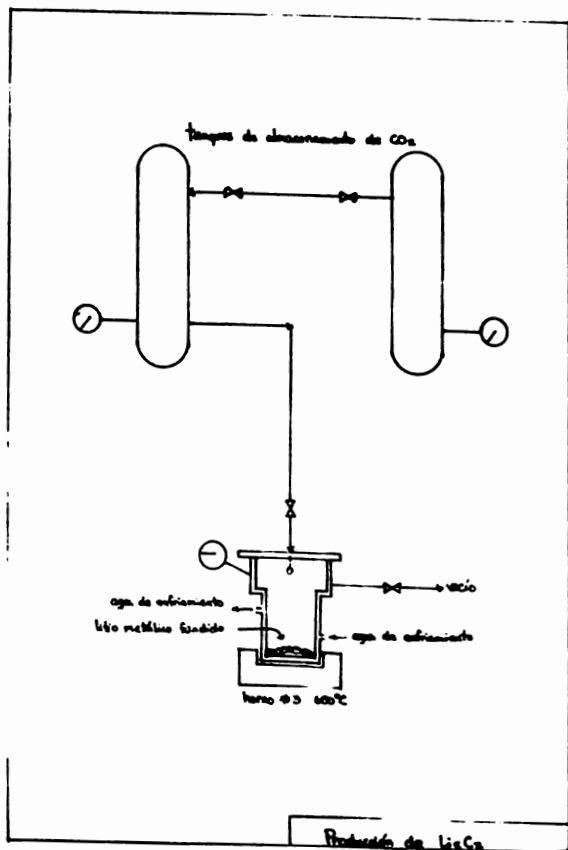 tanques de almacenamiento de CO₂
vacío
agua de enfriamiento
litio metálico fundido
agua de enfriamiento
horno #3 600°C
Producción de Li₂C₂